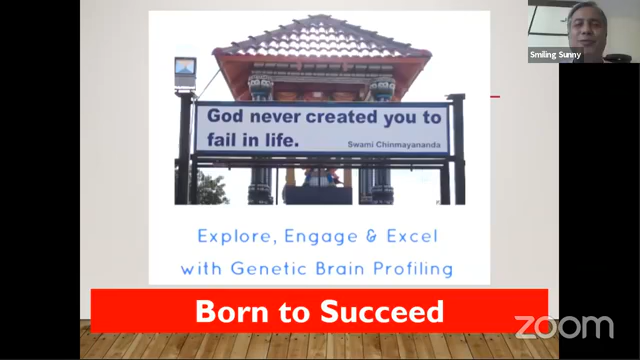 Smiling Sunny
God never created you to
fail in life.
Swami Chinmayananda
Explore, Engage & Excel
with Genetic Brain Profiling
Born to Succeed
zoom